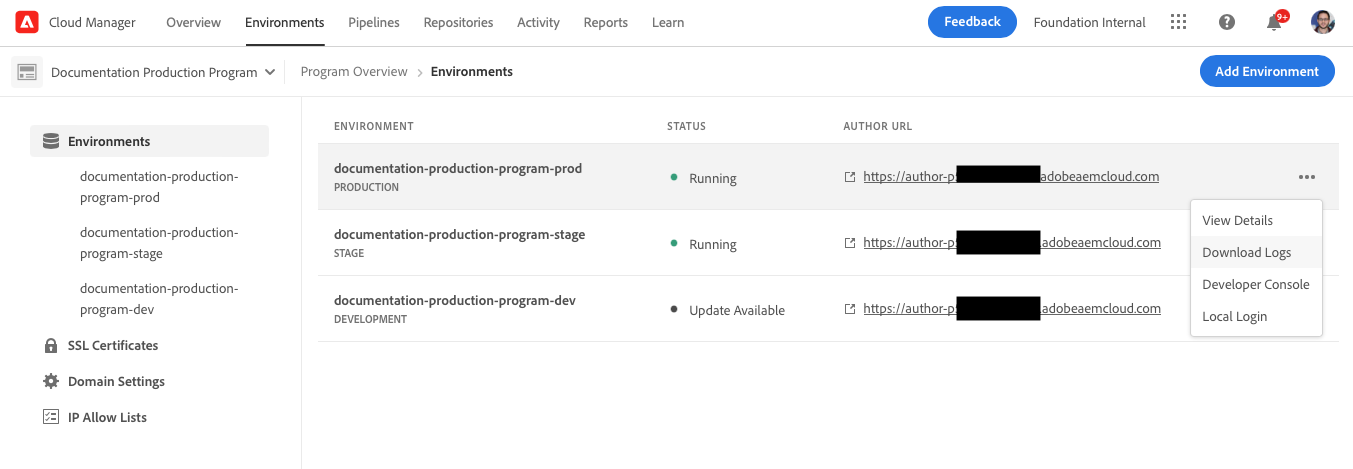 Cloud Manager Overview Environments Pipelines Repositories Activity Reports Learn Feedback Foundation Internal 9+
Documentation Production Program Program Overview > Environments Add Environment
Environments
documentation-production-
program-prod
documentation-production-
program-stage
documentation-production-
program-dev
SSL Certificates
Domain Settings
IP Allow Lists
ENVIRONMENT STATUS AUTHOR URL
documentation-production-program-prod
PRODUCTION
Running
https://author-p adobeaemcloud.com
documentation-production-program-stage
STAGE
Running
https://author-p .adobeaemcloud.com
documentation-production-program-dev
DEVELOPMENT
Update Available
https://author-p .adobeaemcloud.com
View Details
Download Logs
Developer Console
Local Login